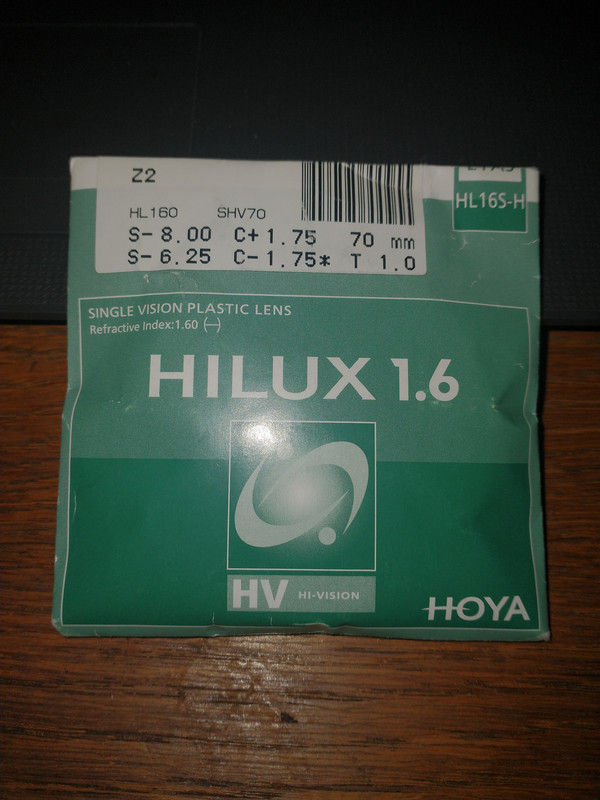 Z2
HL160 SHV70
S- 8.00 C+ 1.75 70 mm
S- 6.25 C- 1.75* T 1.0
HL16S-H
SINGLE VISION PLASTIC LENS
Refractive Index:1.60 (—)
HILUX 1.6
HV HI-VISION
HOYA